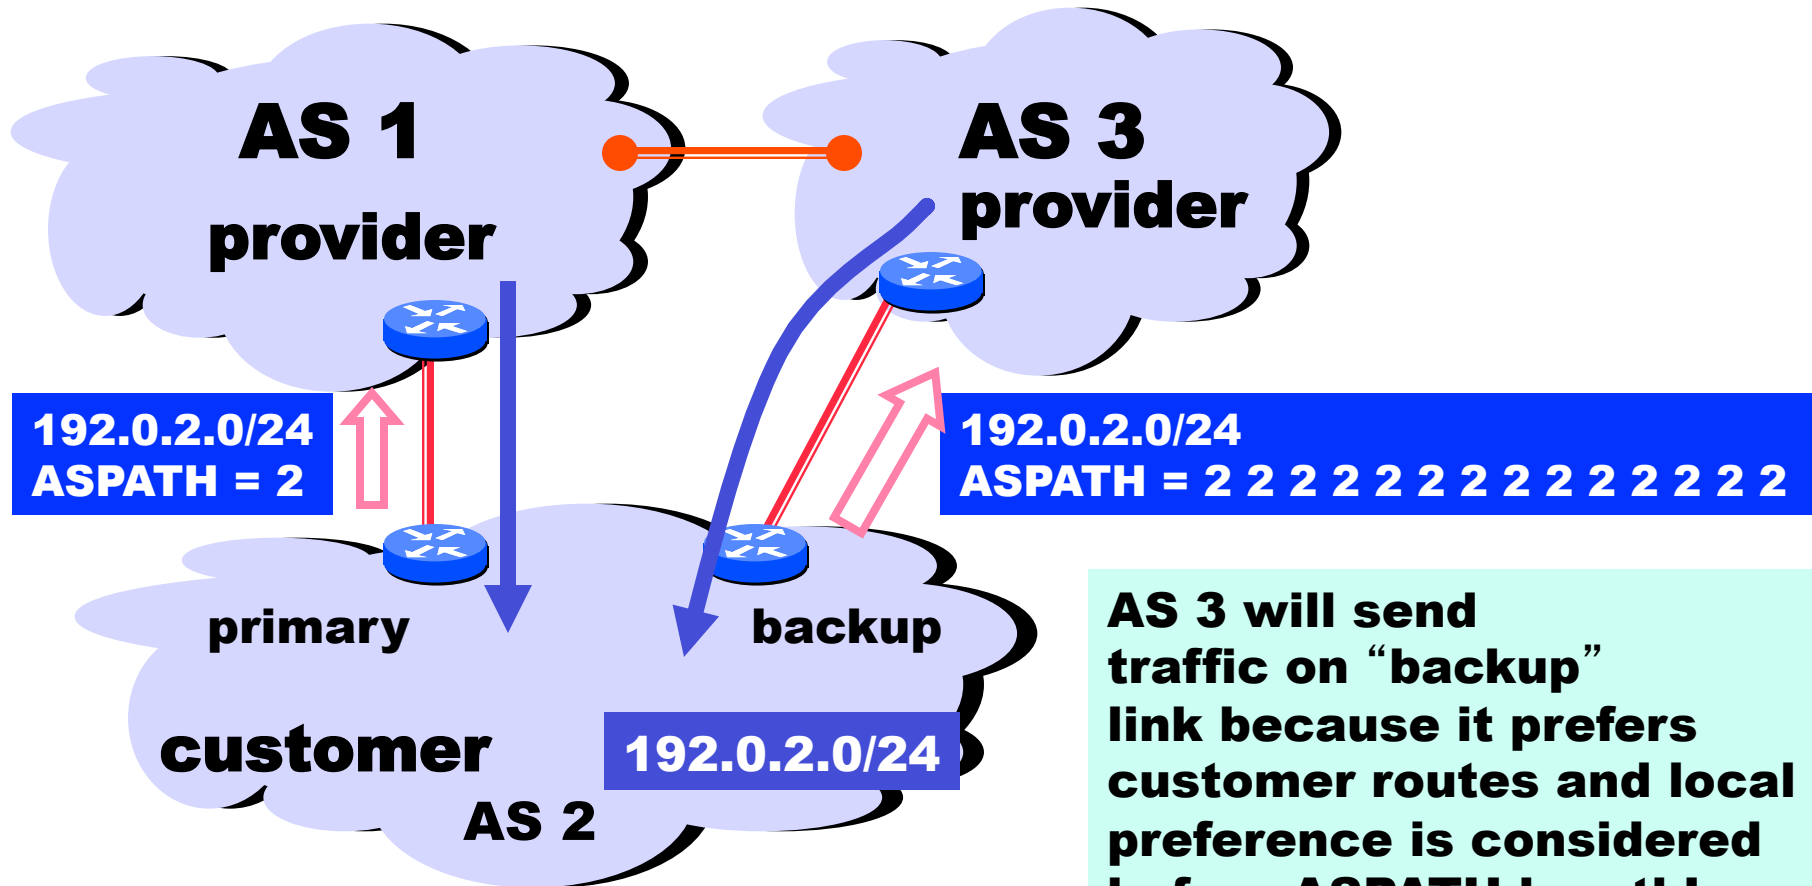 AS 1
provider
AS 3
provider
192.0.2.0/24
ASPATH = 2
192.0.2.0/24
ASPATH = 2 2 2 2 2 2 2 2 2 2 2 2 2 2
primary
backup
customer
192.0.2.0/24
AS 2
AS 3 will send
traffic on “backup”
link because it prefers
customer routes and local
preference is considered
before ASPATH